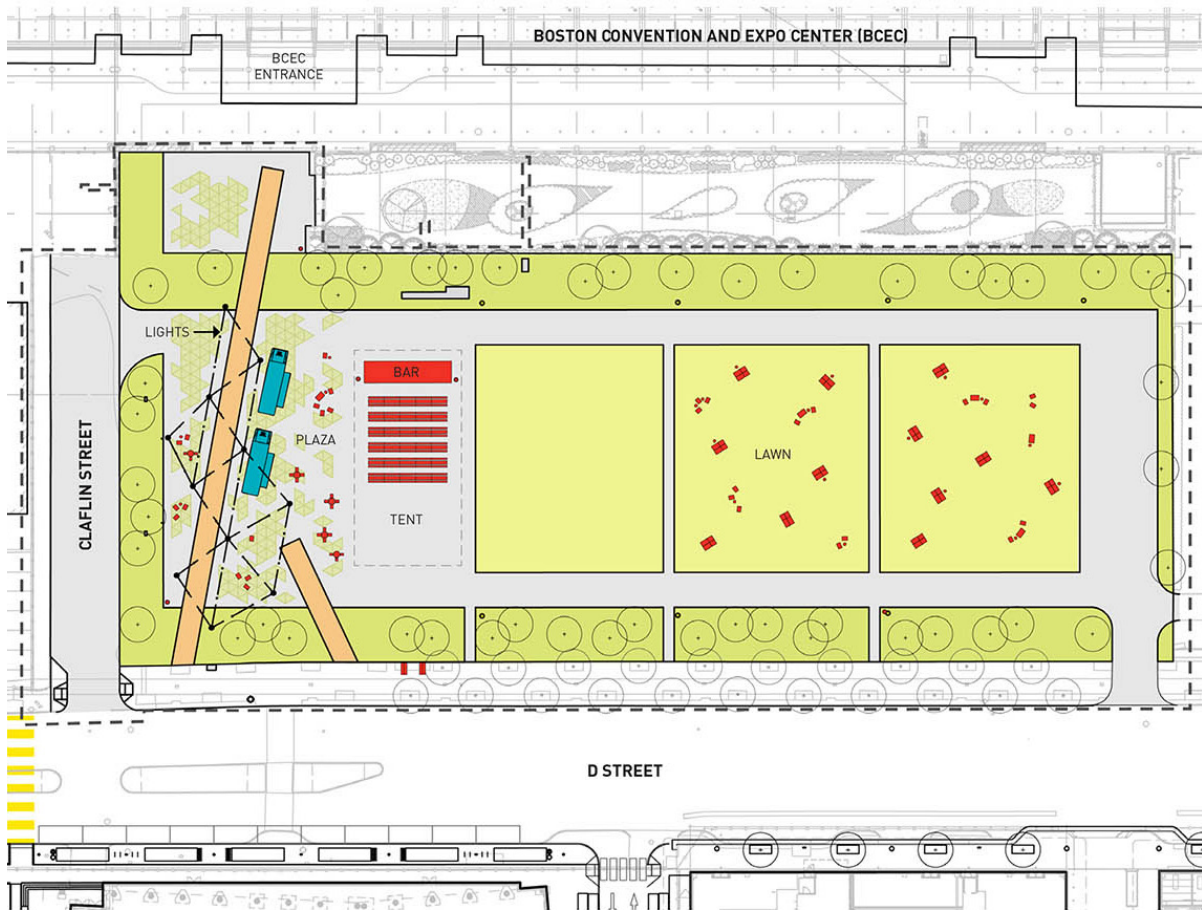 BOSTON CONVENTION AND EXPO CENTER (BCEC)
BCEC
ENTRANCE
LIGHTS
BAR
PLAZA
LAWN
TENT
CLAFLIN STREET
D STREET